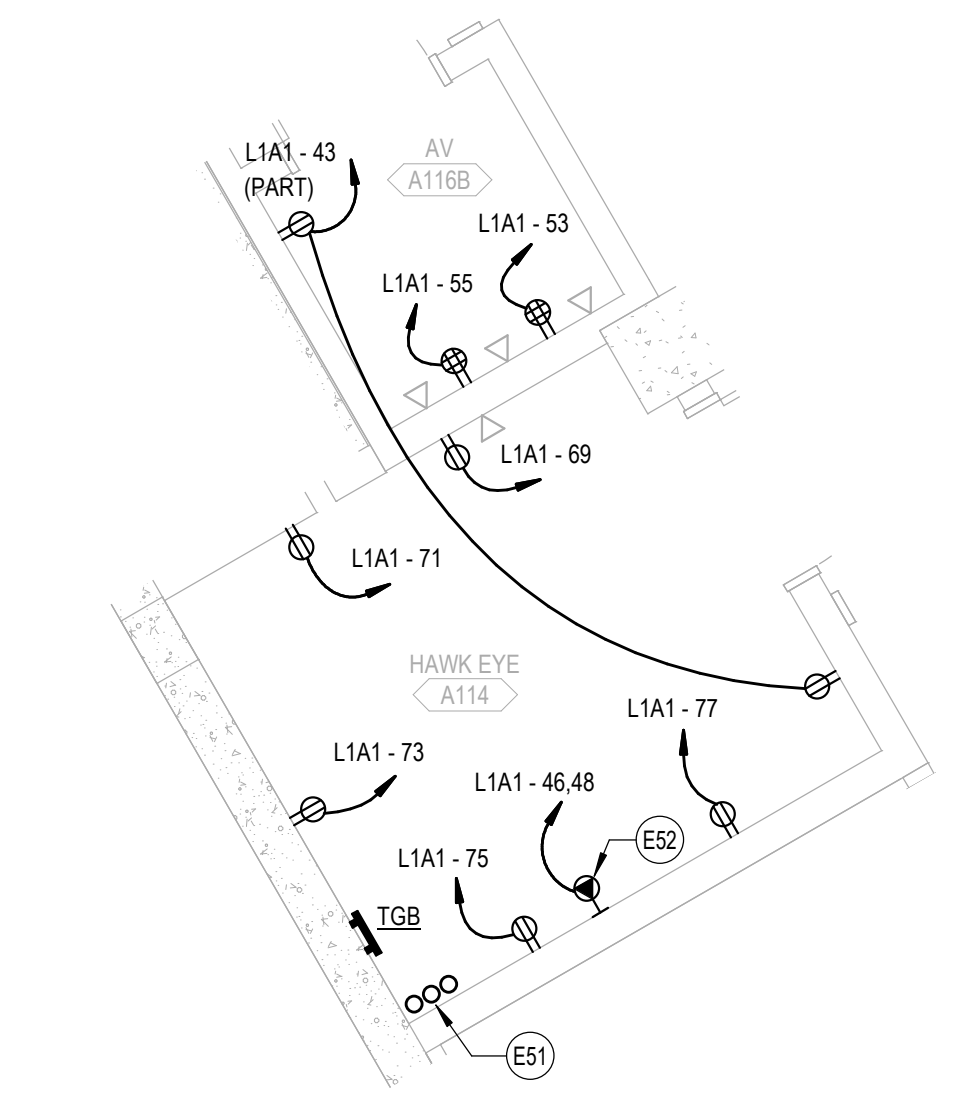 L1A1 - 43
(PART)
AV
A116B
L1A1 - 53
L1A1 - 55
L1A1 - 69
L1A1 - 71
HAWK EYE
A114
L1A1 - 77
L1A1 - 73
L1A1 - 46,48
E52
L1A1 - 75
TGB
E51